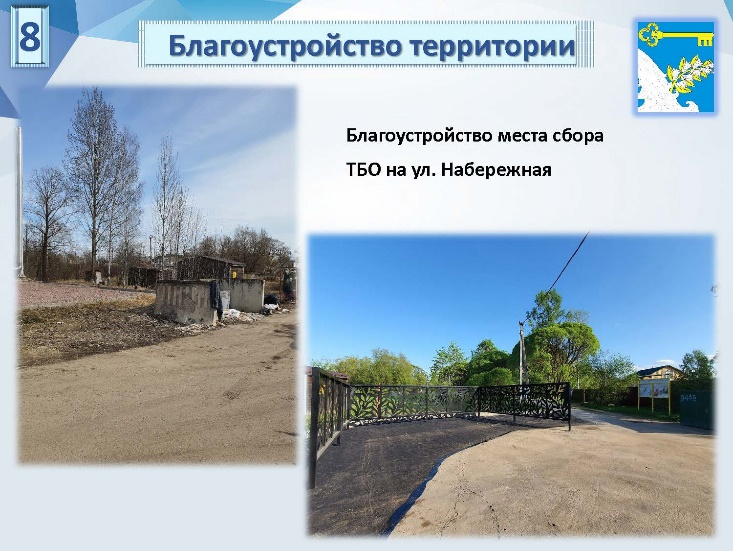 8
Благоустройство территории
Благоустройство места сбора
ТБО на ул. Набережная